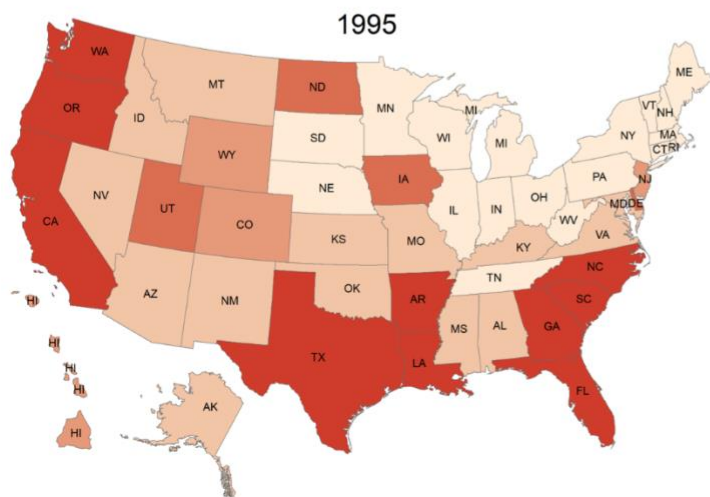 1995
WA
MT
ND
MN
MI
ME
VT
NH
OR
ID
SD
WI
MI
NY
MA
CT RI
WY
IA
PA
NJ
NE
OH
NV
UT
IL
IN
MD DE
CO
WV
CA
KS
MO
KY
VA
TN
NC
AZ
NM
OK
AR
SC
MS
AL
GA
HI
TX
LA
HI
FL
HI
HI
AK
HI